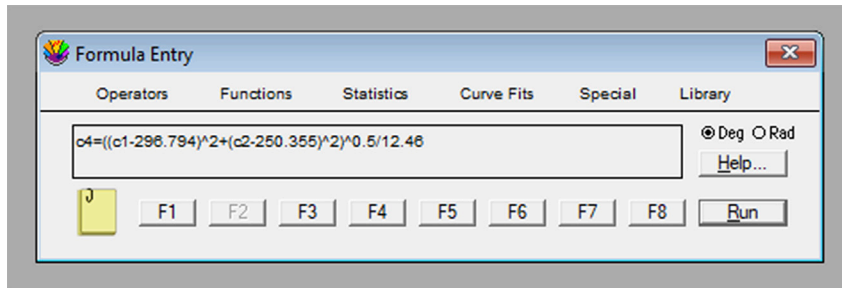 Formula Entry
Operators Functions Statistics Curve Fits Special Library
c4=((c1-296.794)^2+(c2-250.355)^2)^0.5/12.46
Deg Rad
Help...
F1 F2 F3 F4 F5 F6 F7 F8 Run